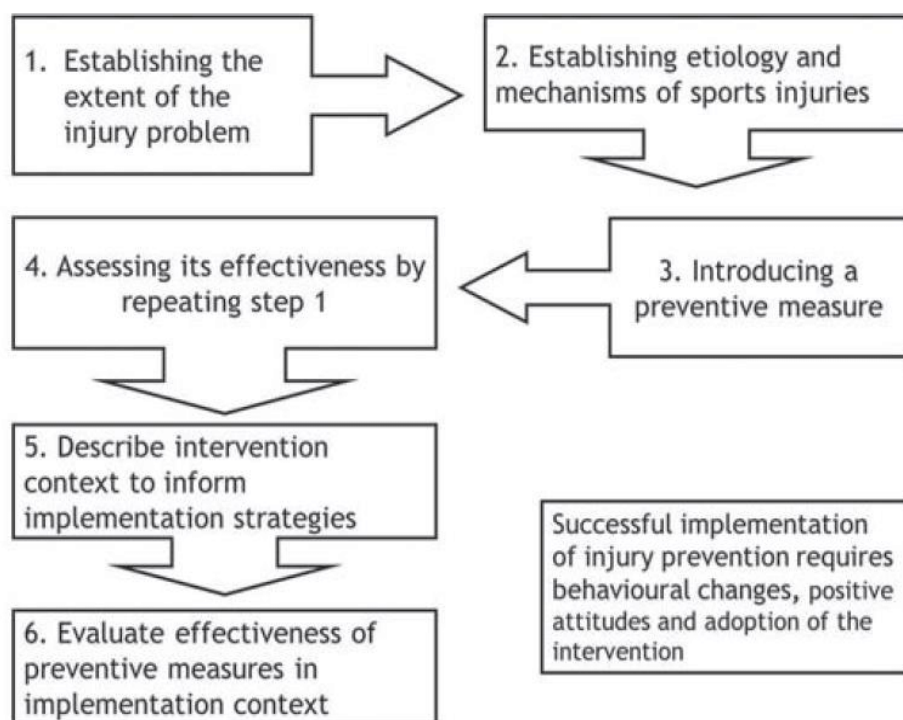 1. Establishing the
extent of the
injury problem
2. Establishing etiology and
mechanisms of sports injuries
3. Introducing a
preventive measure
4. Assessing its effectiveness by
repeating step 1
5. Describe intervention
context to inform
implementation strategies
6. Evaluate effectiveness of
preventive measures in
implementation context
Successful implementation
of injury prevention requires
behavioural changes, positive
attitudes and adoption of the
intervention